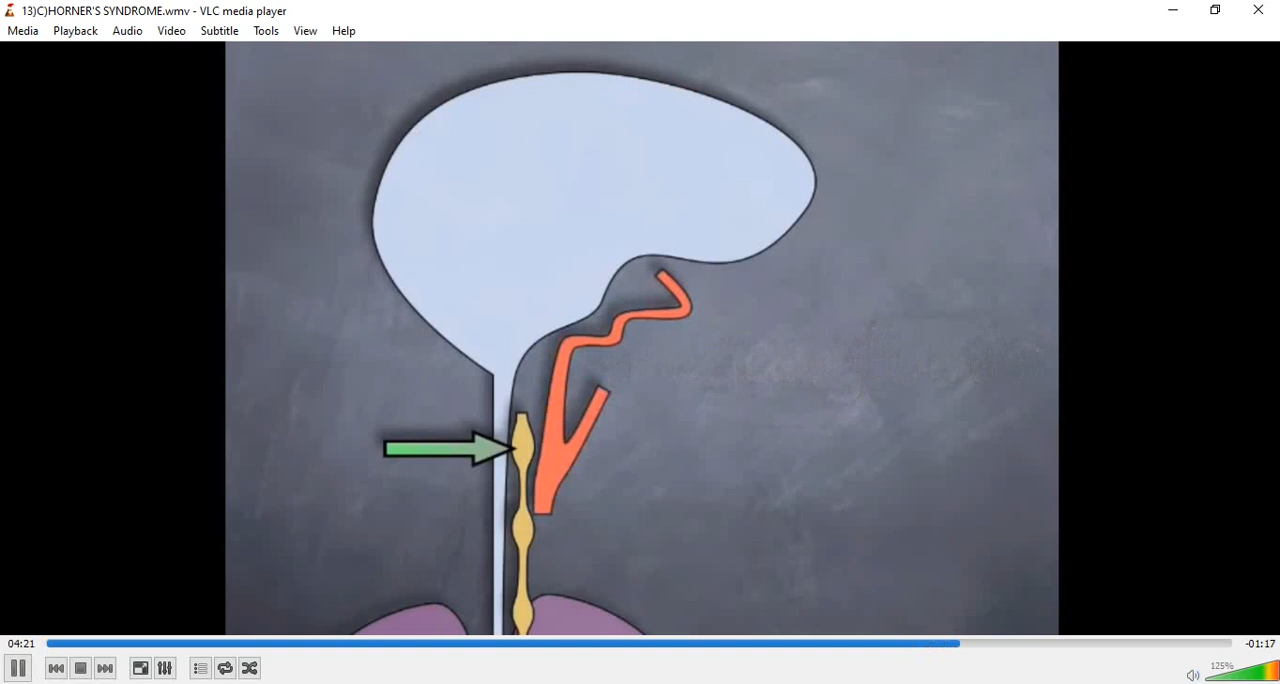 13)C)HORNER'S SYNDROME.wmv - VLC media player
Media Playback Audio Video Subtitle Tools View Help
04:21
-01:17
125%